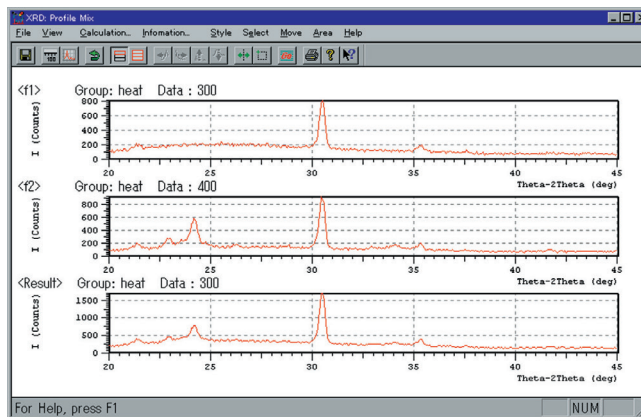 XRD: Profile Mix
File View Calculation... Infomation... Style Select Move Area Help
<f1> Group: heat Data : 300
I (Counts)
800
600
400
200
0
20 25 30 35 40 45
Theta-2Theta (deg)
<f2> Group: heat Data : 400
I (Counts)
800
600
400
200
0
20 25 30 35 40 45
Theta-2Theta (deg)
<Result> Group: heat Data : 300
I (Counts)
1500
1000
500
0
20 25 30 35 40 45
Theta-2Theta (deg)
For Help, press F1
NUM